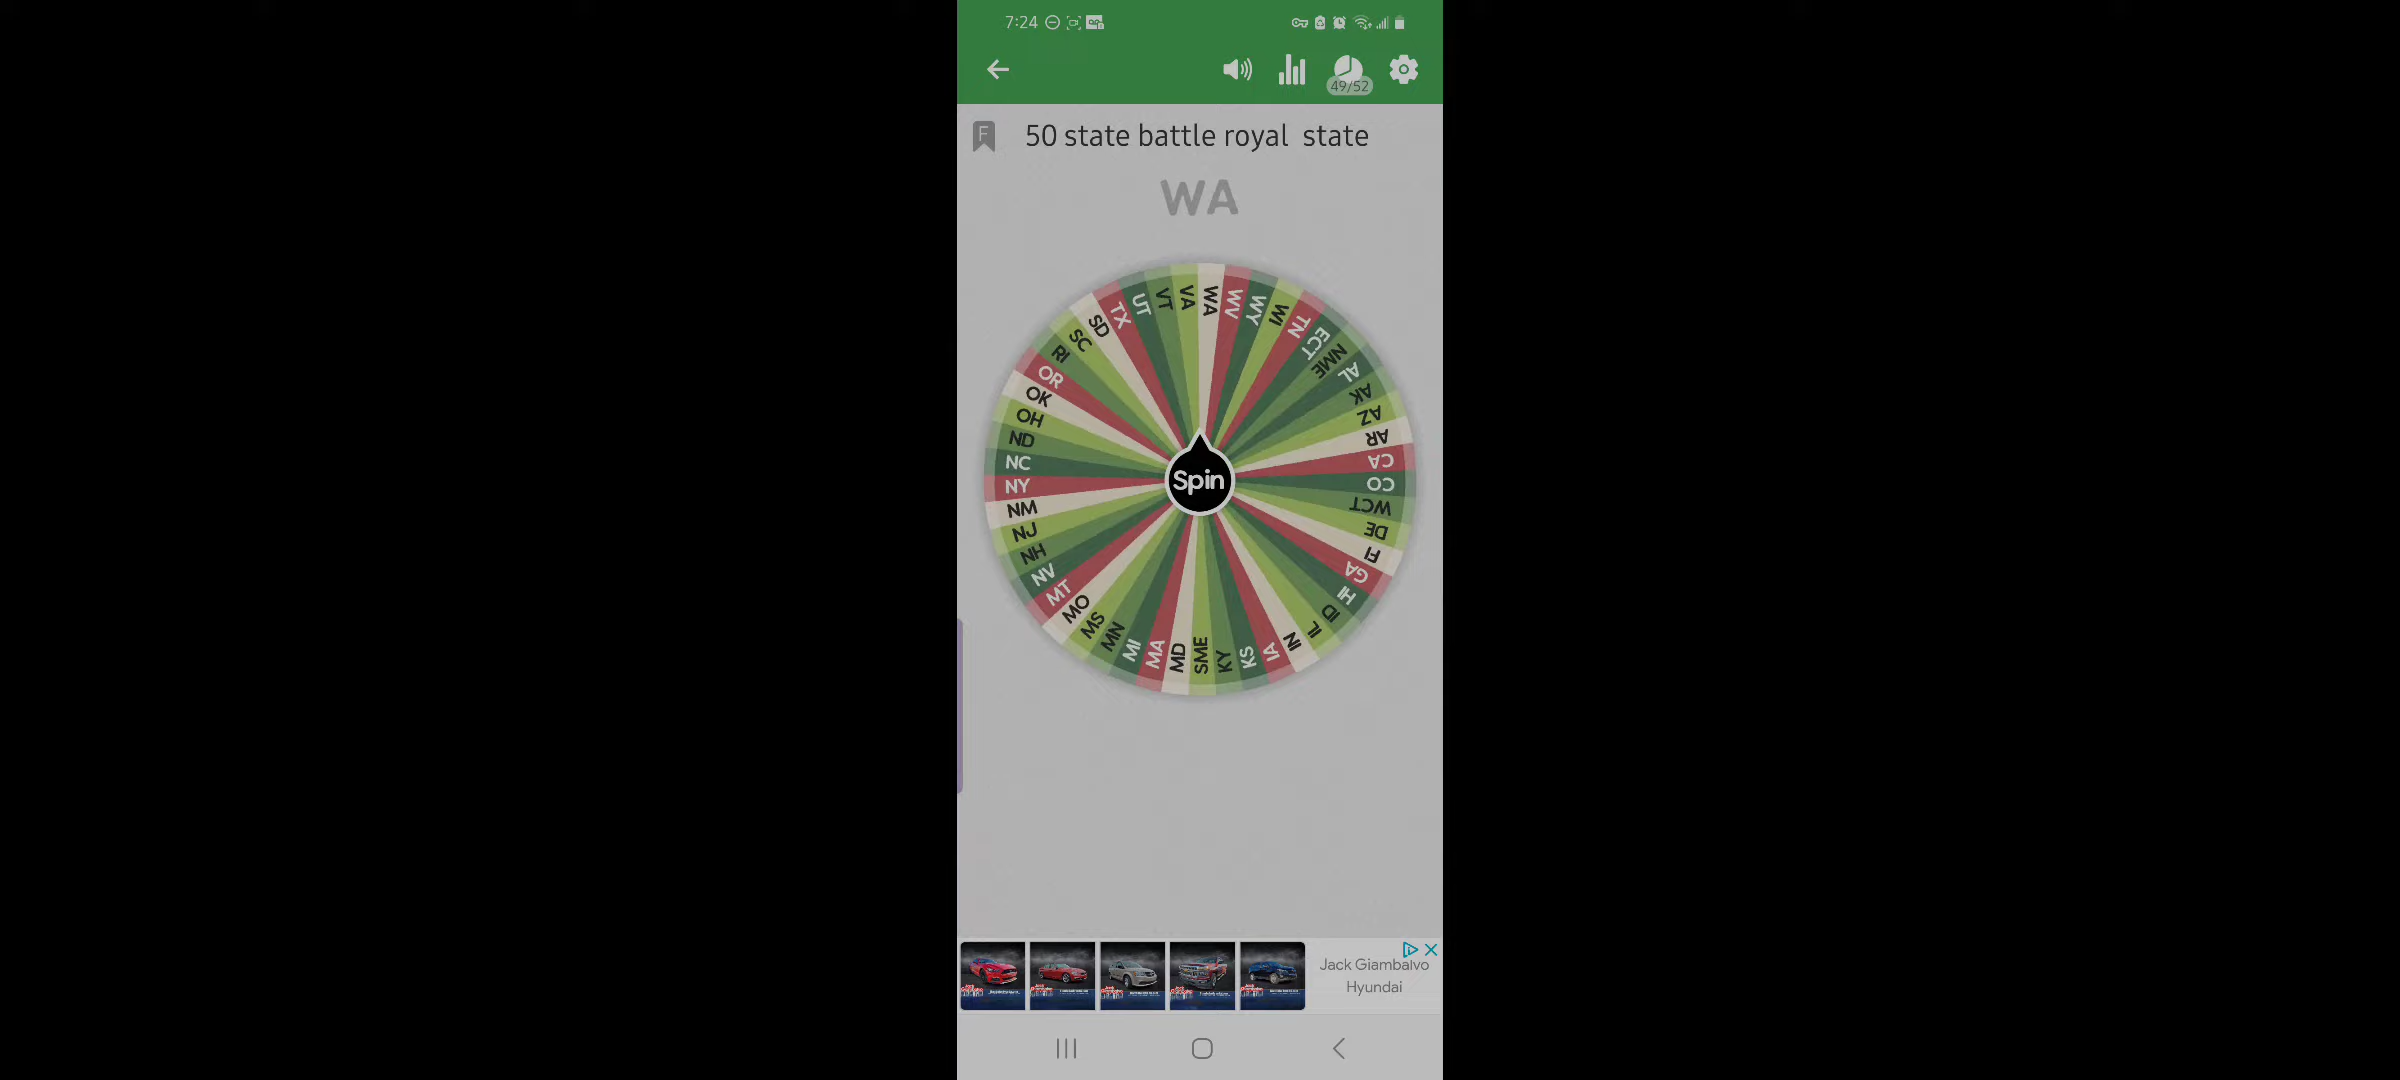 7:24
49/52
F
50 state battle royal  state
WA
WA
WV
WY
WI
TN
ECT
NME
AL
AK
AZ
AR
CA
CO
WCT
DE
Fl
GA
HI
ID
IL
IN
IA
KS
KY
SME
MD
MA
MI
MN
MS
MO
MT
NV
NH
NJ
NM
NY
NC
ND
OH
OK
OR
RI
SC
SD
TX
UT
VT
VA
Spin
Jack Giambalvo
Hyundai